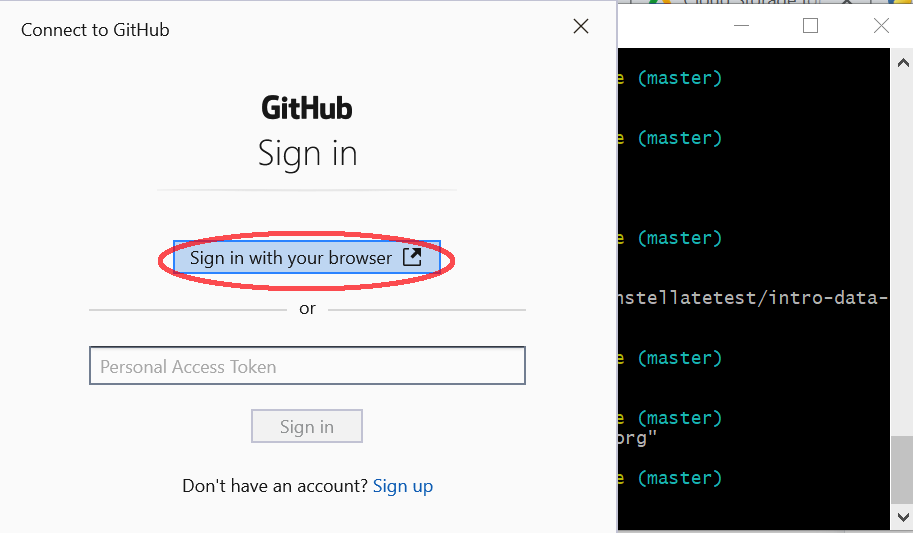 Connect to GitHub
GitHub
Sign in
Sign in with your browser
or
Personal Access Token
Sign in
Don't have an account? Sign up
(master)
(master)
(master)
nstellatetest/intro-data-
(master)
(master)
org"
(master)